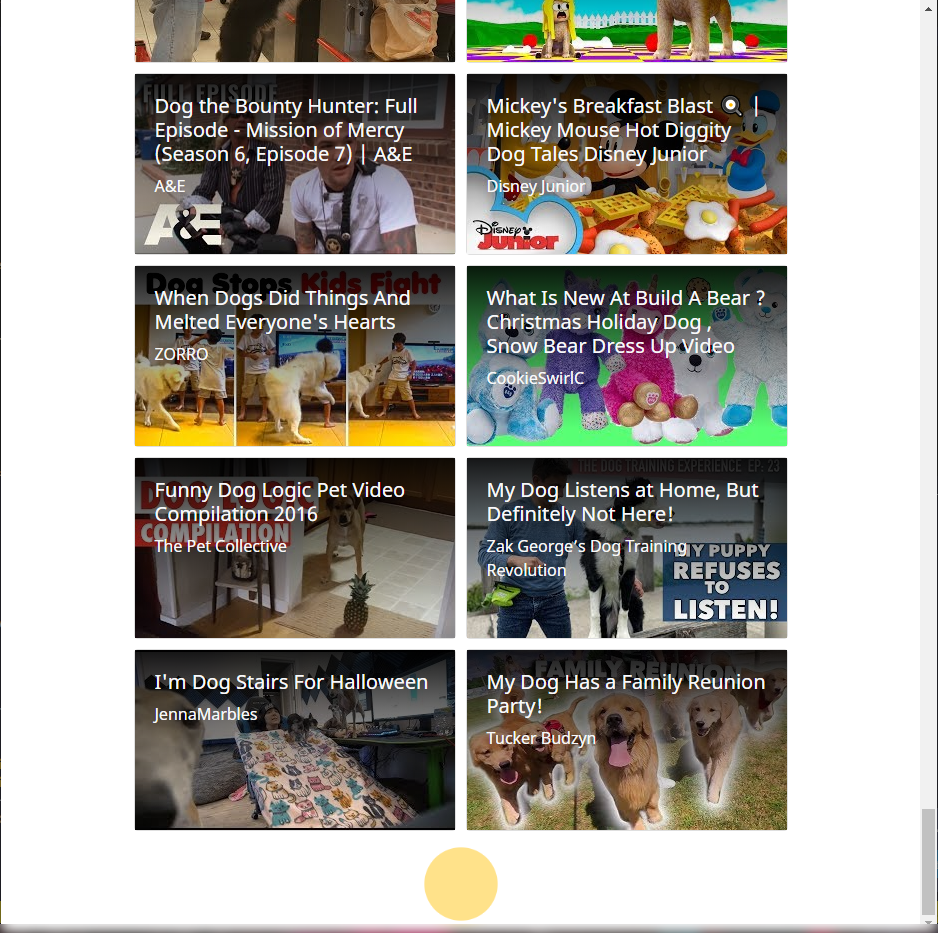 FULL EPISODE
Dog the Bounty Hunter: Full
Episode - Mission of Mercy
(Season 6, Episode 7) | A&E
A&E
A&E
Mickey's Breakfast Blast 🍳 |
Mickey Mouse Hot Diggity
Dog Tales Disney Junior
Disney Junior
Disney
Junior
Dog Stops Kids Fight
When Dogs Did Things And
Melted Everyone's Hearts
ZORRO
What Is New At Build A Bear ?
Christmas Holiday Dog ,
Snow Bear Dress Up Video
CookieSwirlC
DOG LOGIC
COMPILATION
Funny Dog Logic Pet Video
Compilation 2016
The Pet Collective
THE DOG TRAINING EXPERIENCE EP: 23
My Dog Listens at Home, But
Definitely Not Here!
Zak George's Dog Training
Revolution
MY PUPPY
REFUSES
TO
LISTEN!
I'm Dog Stairs For Halloween
JennaMarbles
FAMILY REUNION
My Dog Has a Family Reunion
Party!
Tucker Budzyn